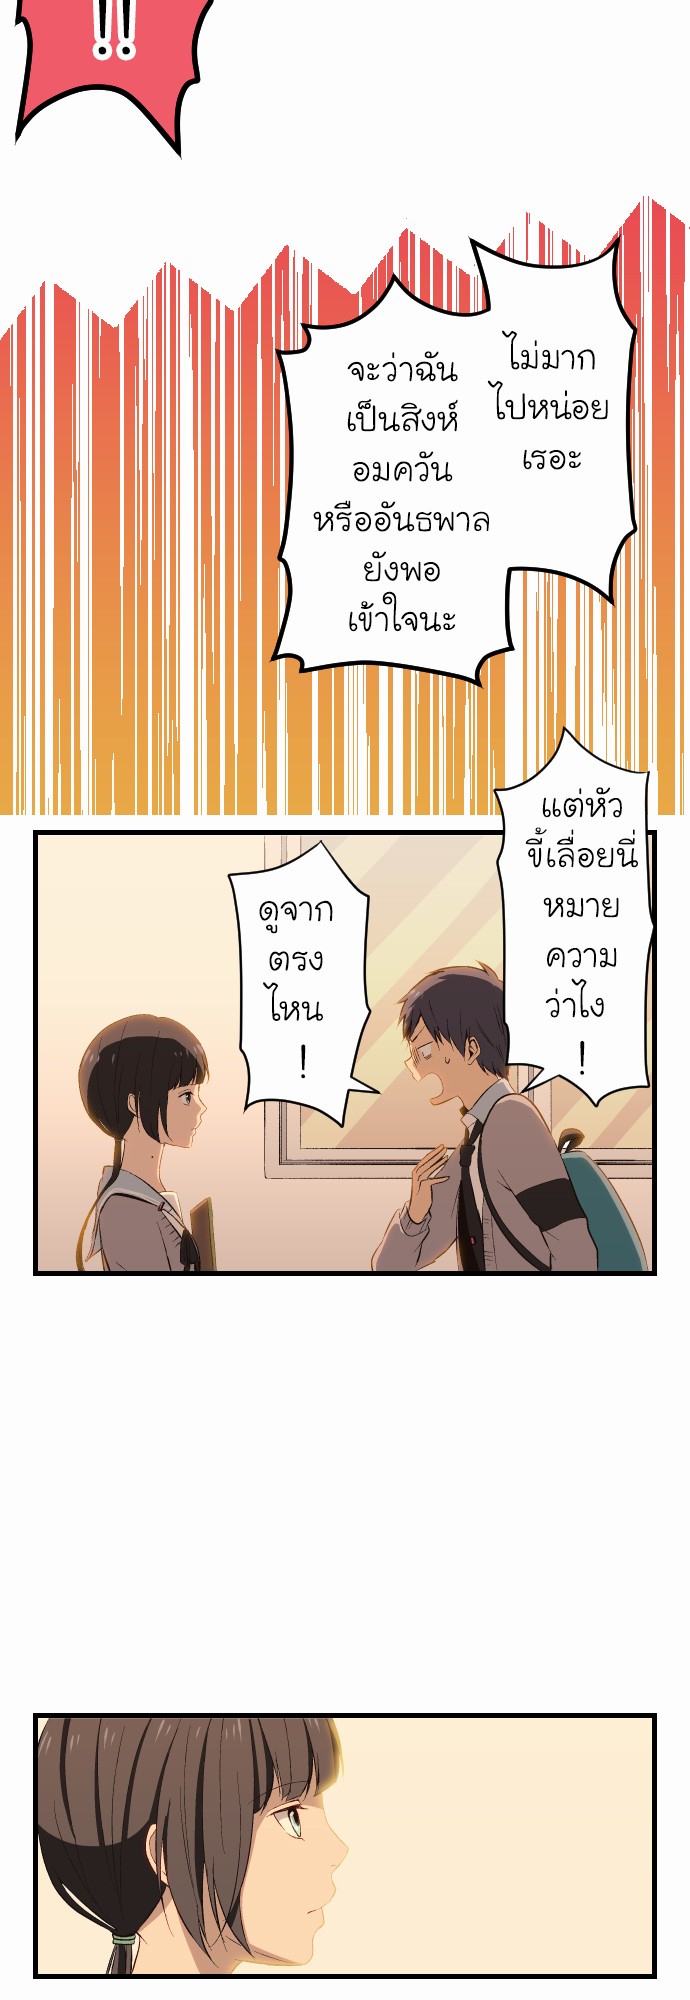 !!
ไม่มาก
ไปหน่อย
เรอะ
จะว่าฉัน
เป็นสิงห์
อมควัน
หรืออันธพาล
ยังพอ
เข้าใจนะ
แต่หัว
ขี้เลื่อยนี่
หมาย
ความ
ว่าไง
!
ดูจาก
ตรง
ไหน
!